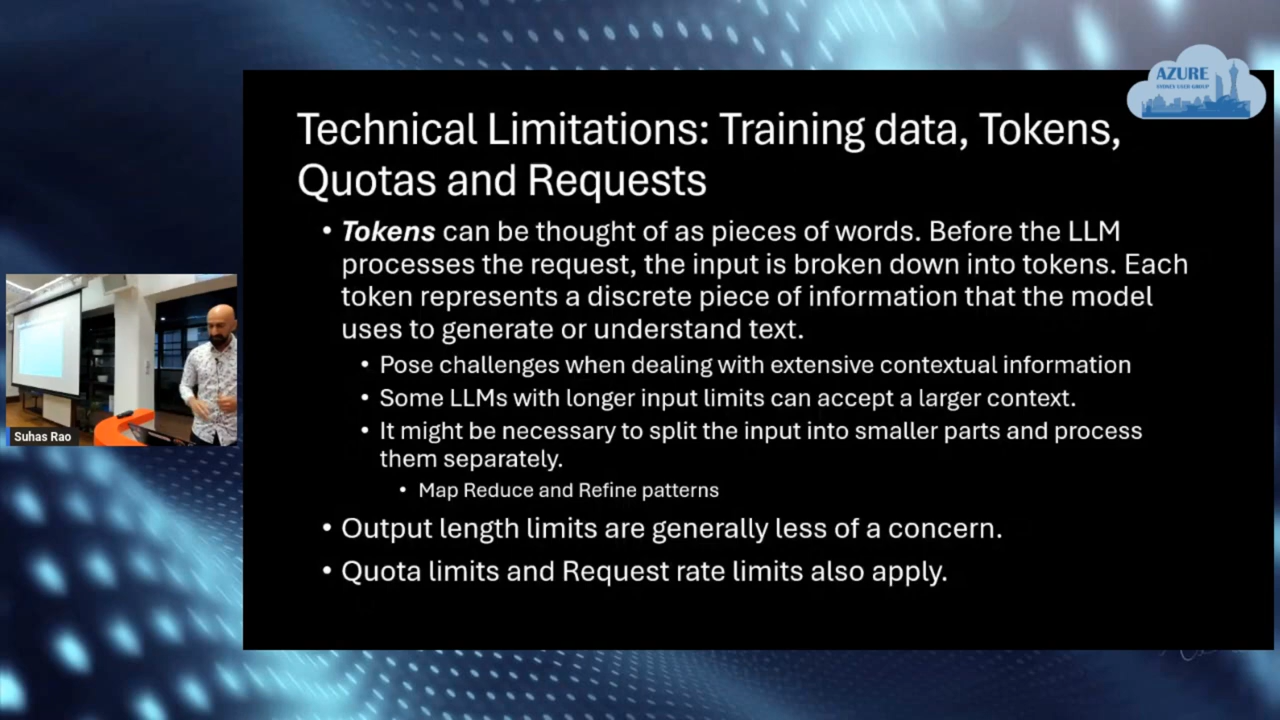 AZURE
SYDNEY USER GROUP
Technical Limitations: Training data, Tokens,
Quotas and Requests
• Tokens can be thought of as pieces of words. Before the LLM
processes the request, the input is broken down into tokens. Each
token represents a discrete piece of information that the model
uses to generate or understand text.
• Pose challenges when dealing with extensive contextual information
• Some LLMs with longer input limits can accept a larger context.
• It might be necessary to split the input into smaller parts and process
them separately.
• Map Reduce and Refine patterns
• Output length limits are generally less of a concern.
• Quota limits and Request rate limits also apply.
Suhas Rao